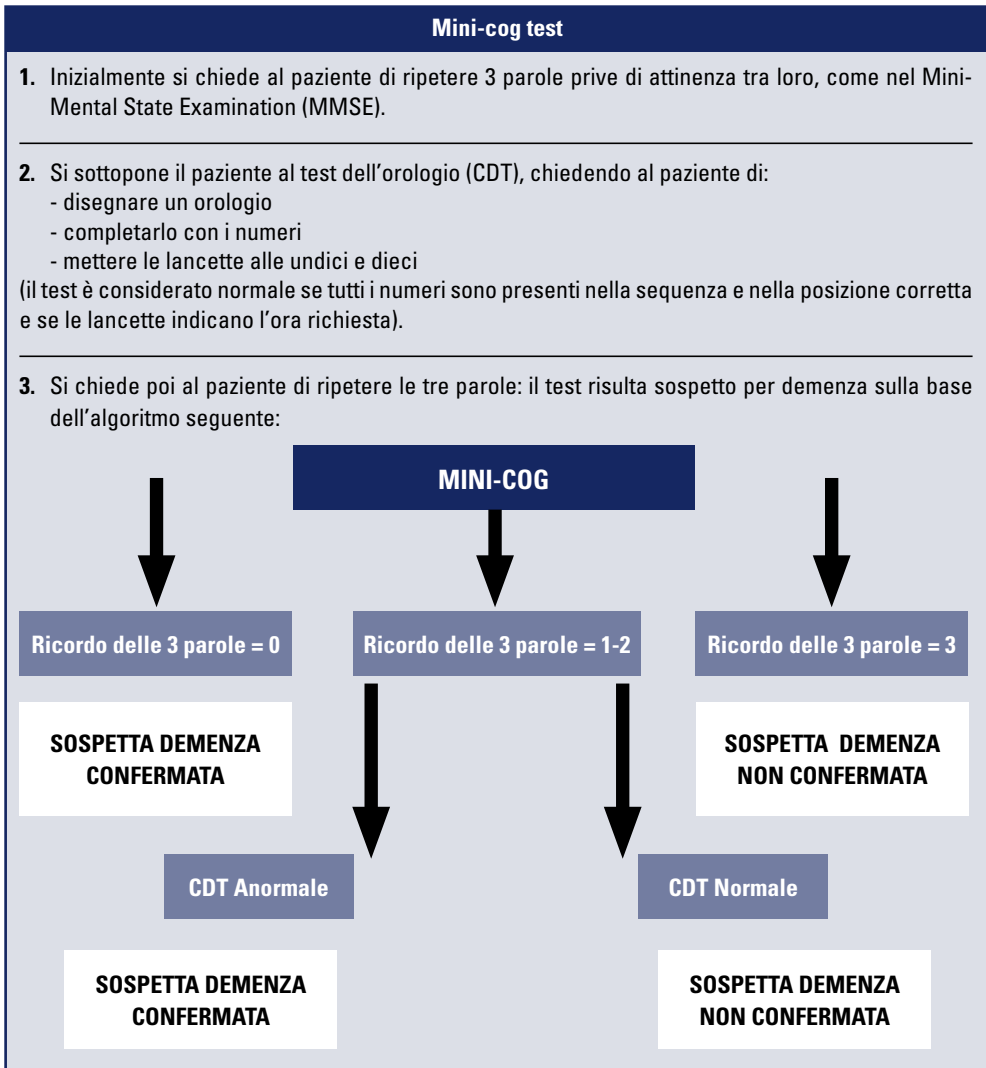 Mini-cog test
1. Inizialmente si chiede al paziente di ripetere 3 parole prive di attinenza tra loro, come nel Mini-
Mental State Examination (MMSE).
2. Si sottopone il paziente al test dell'orologio (CDT), chiedendo al paziente di:
- disegnare un orologio
- completarlo con i numeri
- mettere le lancette alle undici e dieci
(il test è considerato normale se tutti i numeri sono presenti nella sequenza e nella posizione corretta
e se le lancette indicano l'ora richiesta).
3. Si chiede poi al paziente di ripetere le tre parole: il test risulta sospetto per demenza sulla base
dell'algoritmo seguente:
MINI-COG
Ricordo delle 3 parole = 0
Ricordo delle 3 parole = 1-2
Ricordo delle 3 parole = 3
SOSPETTA DEMENZA
CONFERMATA
SOSPETTA DEMENZA
NON CONFERMATA
CDT Anormale
CDT Normale
SOSPETTA DEMENZA
CONFERMATA
SOSPETTA DEMENZA
NON CONFERMATA